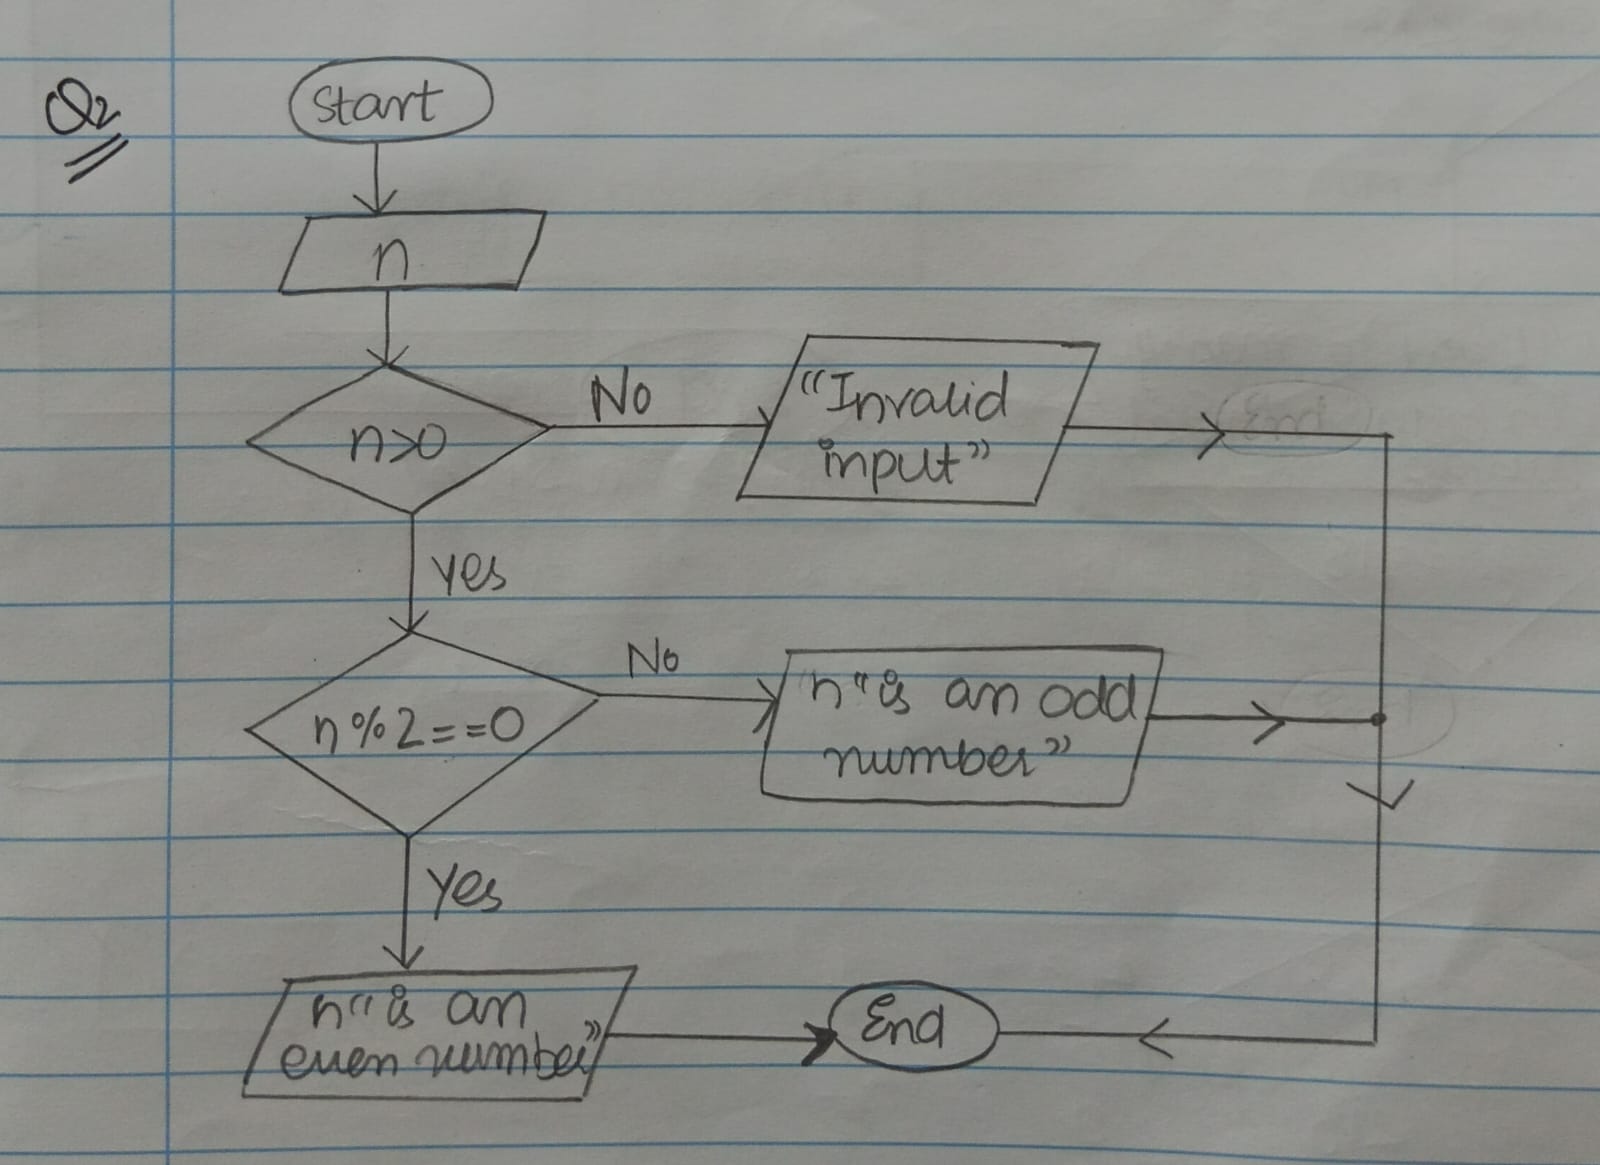 Q2
Start
n
n>0
No
"Invalid
input"
yes
n%2==0
No
n "is an odd
number"
Yes
n "is an
even number"
End